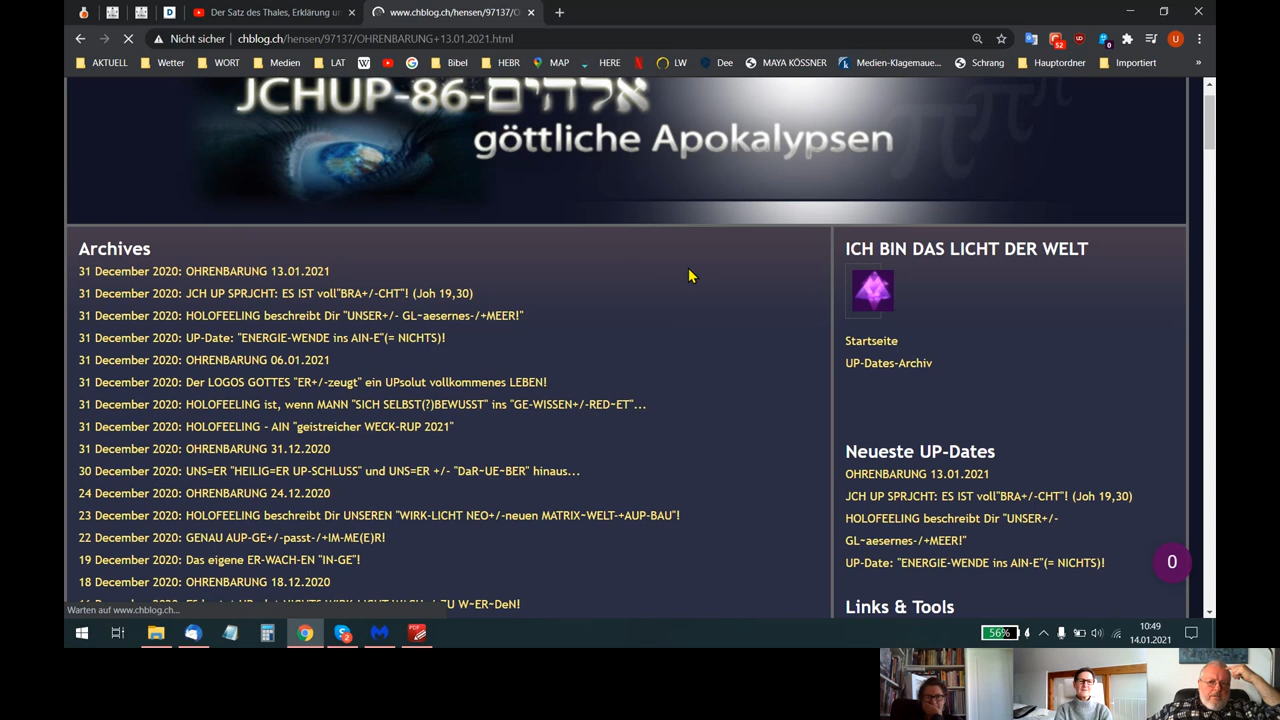 Der Satz des Thales, Erklärung un
www.chblog.ch/hensen/97137/O
Nicht sicher
chblog.ch/hensen/97137/OHRENBARUNG+13.01.2021.html
52
0
U
AKTUELL
Wetter
WORT
Medien
LAT
W
G
Bibel
HEBR
MAP
HERE
N
LW
Dee
MAYA KÖSSNER
Medien-Klagemaue...
Schrang
Hauptordner
Importiert
»
JCHUP-86-אלהים
göttliche Apokalypsen
Archives
31 December 2020: OHRENBARUNG 13.01.2021
31 December 2020: JCH UP SPRJCHT: ES IST voll"BRA+/-CHT"! (Joh 19,30)
31 December 2020: HOLOFEELING beschreibt Dir "UNSER+/- GL~aesernes-/+MEER!"
31 December 2020: UP-Date: "ENERGIE-WENDE ins AIN-E"(= NICHTS)!
31 December 2020: OHRENBARUNG 06.01.2021
31 December 2020: Der LOGOS GOTTES "ER+/-zeugt" ein UPsolut vollkommenes LEBEN!
31 December 2020: HOLOFEELING ist, wenn MANN "SICH SELBST(?)BEWUSST" ins "GE-WISSEN+/-RED~ET"...
31 December 2020: HOLOFEELING - AIN "geistreicher WECK-RUP 2021"
31 December 2020: OHRENBARUNG 31.12.2020
30 December 2020: UNS=ER "HEILIG=ER UP-SCHLUSS" und UNS=ER +/- "DaR~UE~BER" hinaus...
24 December 2020: OHRENBARUNG 24.12.2020
23 December 2020: HOLOFEELING beschreibt Dir UNSEREN "WIRK-LICHT NEO+/-neuen MATRIX~WELT-+AUP-BAU"!
22 December 2020: GENAU AUP-GE+/-passt-/+IM-ME(E)R!
19 December 2020: Das eigene ER-WACH-EN "IN-GE"!
18 December 2020: OHRENBARUNG 18.12.2020
ZU W~ER~DeN!
Warten auf www.chblog.ch...
ICH BIN DAS LICHT DER WELT
Startseite
UP-Dates-Archiv
Neueste UP-Dates
OHRENBARUNG 13.01.2021
JCH UP SPRJCHT: ES IST voll"BRA+/-CHT"! (Joh 19,30)
HOLOFEELING beschreibt Dir "UNSER+/-
GL~aesernes-/+MEER!"
UP-Date: "ENERGIE-WENDE ins AIN-E"(= NICHTS)!
0
Links & Tools
2
PDF
56%
10:49
14.01.2021